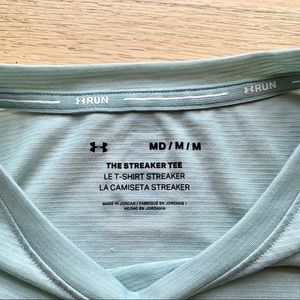 RUN
RUN
MD / M / M
THE STREAKER TEE
LE T-SHIRT STREAKER
LA CAMISETA STREAKER
MADE IN JORDAN / FABRIQUÉ EN JORDANIE /
HECHO EN JORDANIA